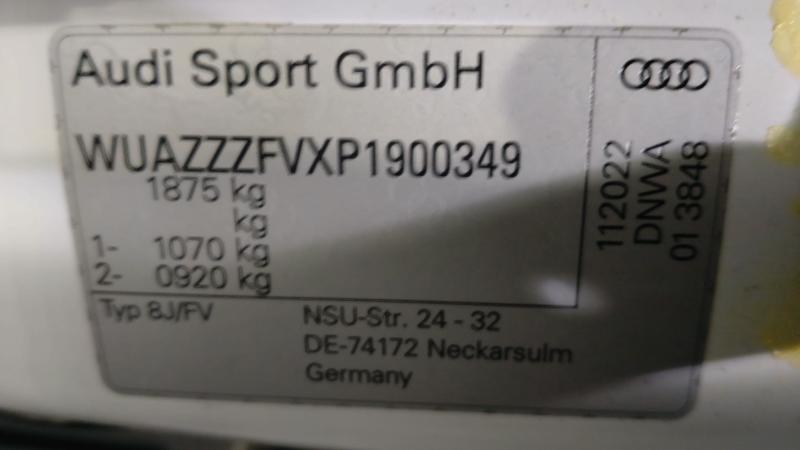 Audi Sport GmbH
WUAZZZFVXP1900349
1875 kg
kg
1- 1070 kg
2- 0920 kg
Typ 8J/FV
NSU-Str. 24 - 32
DE-74172 Neckarsulm
Germany
112022
DNWA
01 3848